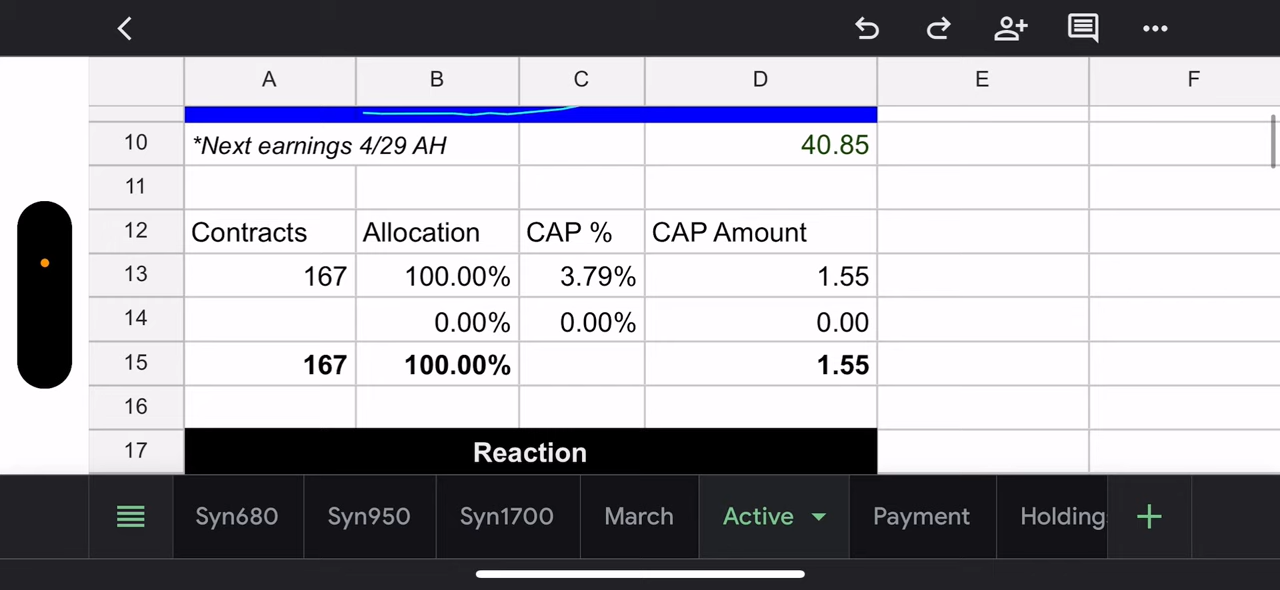 A B C D E F
10 *Next earnings 4/29 AH 40.85
11
12 Contracts Allocation CAP % CAP Amount
13 167 100.00% 3.79% 1.55
14 0.00% 0.00% 0.00
15 167 100.00% 1.55
16
17 Reaction
Syn680 Syn950 Syn1700 March Active Payment Holding